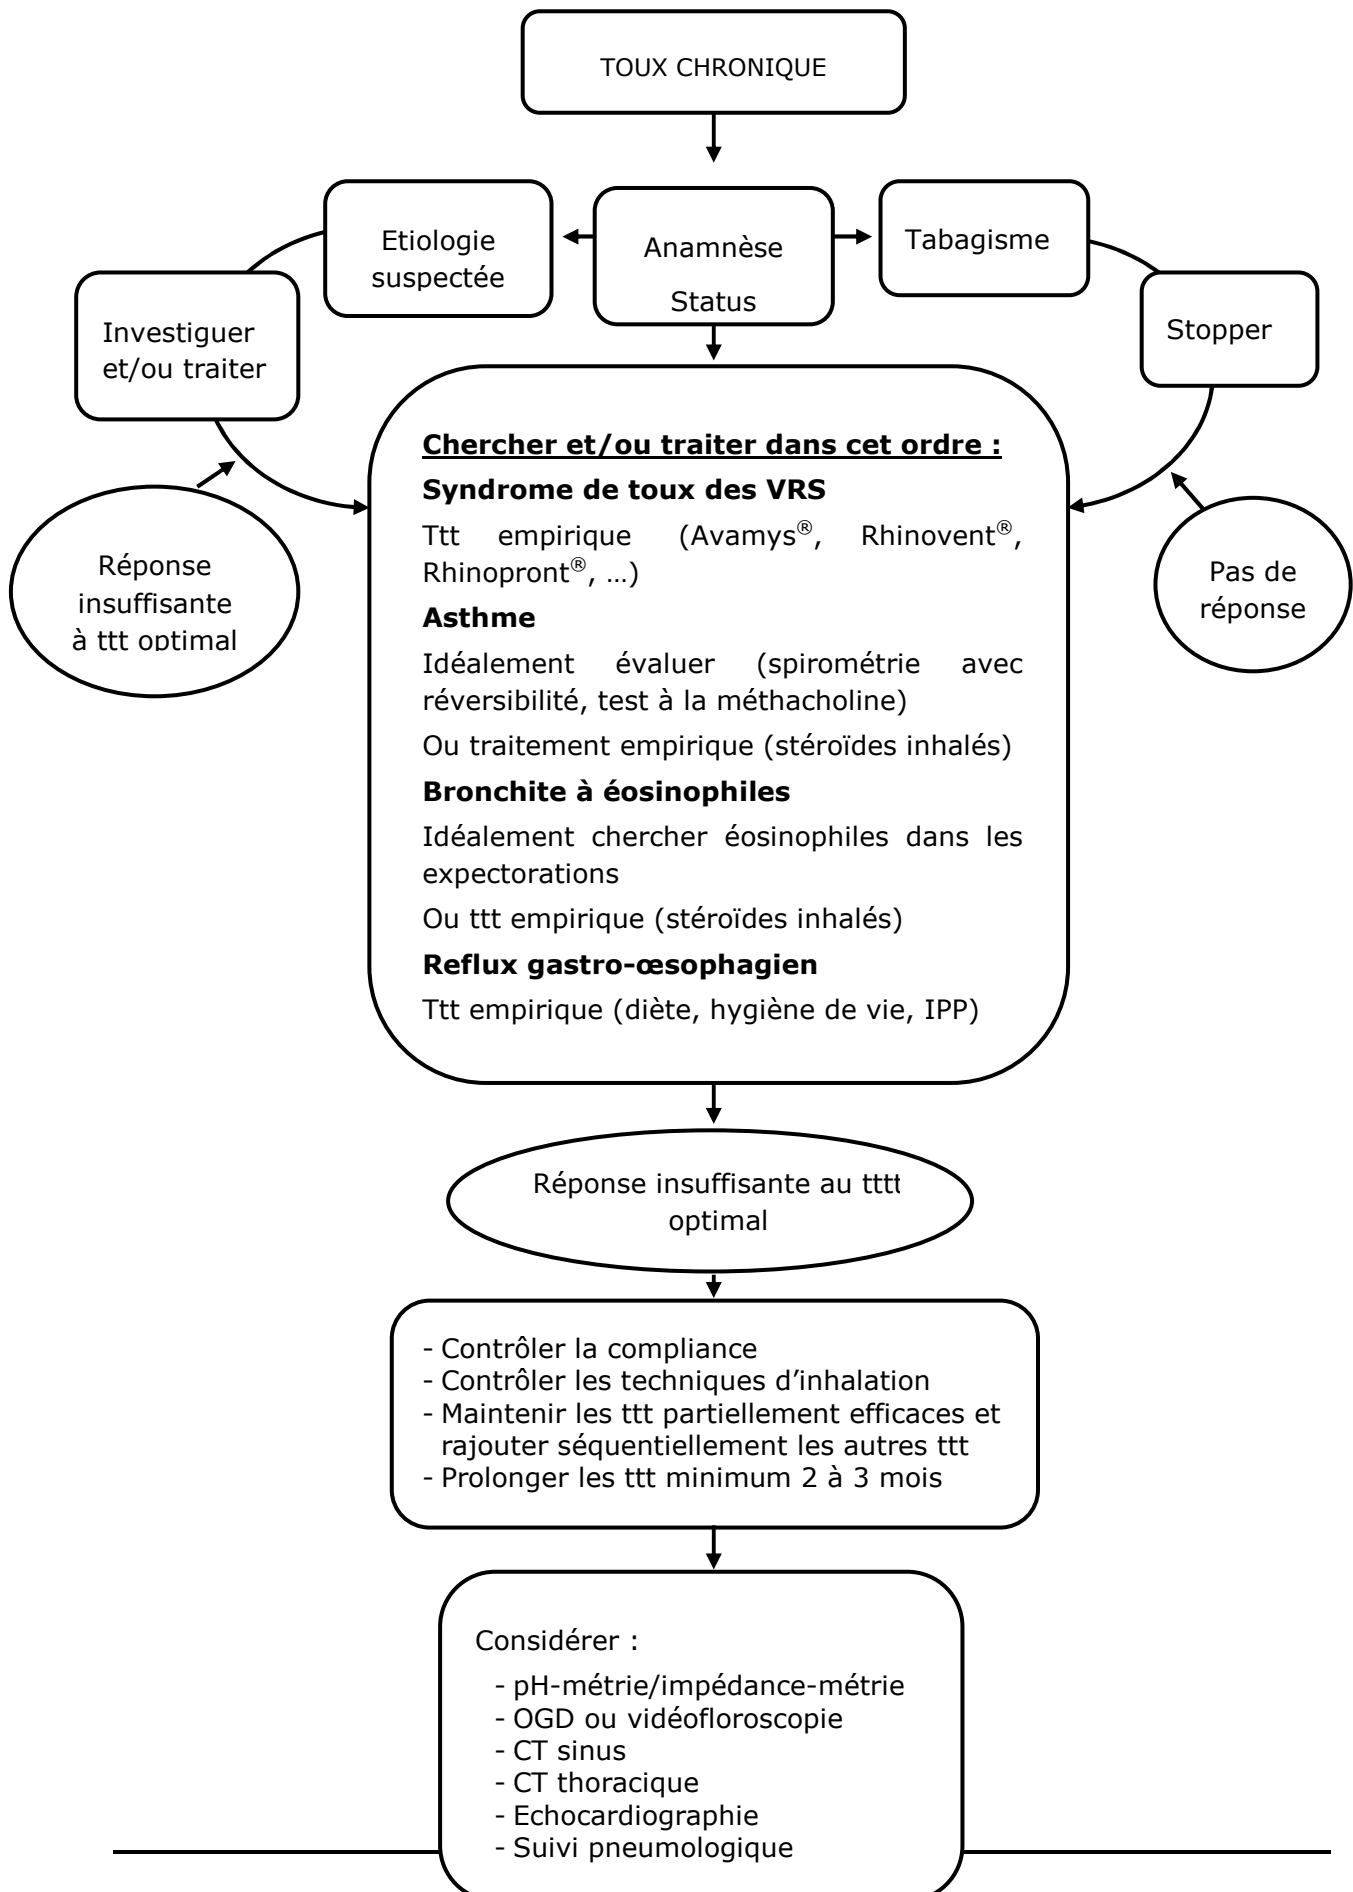 TOUX CHRONIQUE
Etiologie
suspectée
Anamnèse
Status
Tabagisme
Investiguer
et/ou traiter
Stopper
Réponse
insuffisante
à ttt optimal
Pas de
réponse
Chercher et/ou traiter dans cet ordre :
Syndrome de toux des VRS
Ttt empirique (Avamys®, Rhinovent®,
Rhinopront®, …)
Asthme
Idéalement évaluer (spirométrie avec
réversibilité, test à la méthacholine)
Ou traitement empirique (stéroïdes inhalés)
Bronchite à éosinophiles
Idéalement chercher éosinophiles dans les
expectorations
Ou ttt empirique (stéroïdes inhalés)
Reflux gastro-œsophagien
Ttt empirique (diète, hygiène de vie, IPP)
Réponse insuffisante au tttt
optimal
- Contrôler la compliance
- Contrôler les techniques d’inhalation
- Maintenir les ttt partiellement efficaces et
rajouter séquentiellement les autres ttt
- Prolonger les ttt minimum 2 à 3 mois
Considérer :
- pH-métrie/impédance-métrie
- OGD ou vidéofloroscopie
- CT sinus
- CT thoracique
- Echocardiographie
- Suivi pneumologique